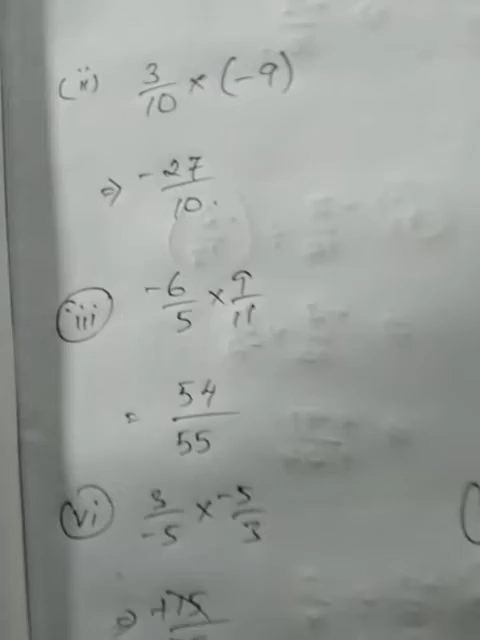 (ii) 3/10 × (-9)
⇒ -27/10.
iii -6/5 × 9/11
= 54/55
vi 3/-5 × -5/3
⇒